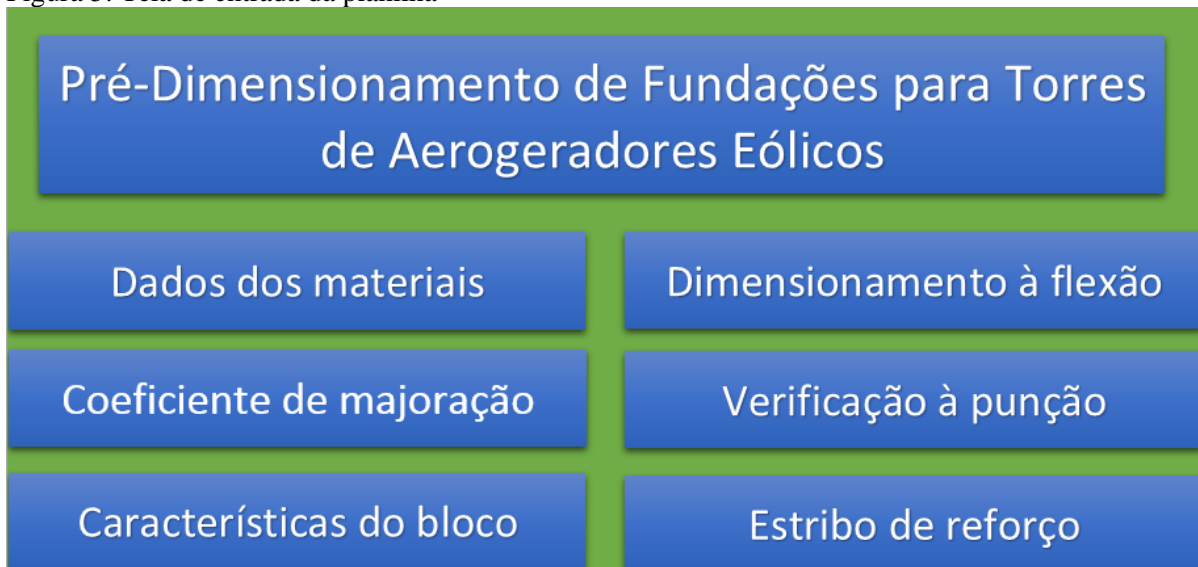 Pré-Dimensionamento de Fundações para Torres
de Aerogeradores Eólicos
Dados dos materiais
Dimensionamento à flexão
Coeficiente de majoração
Verificação à punção
Características do bloco
Estribo de reforço